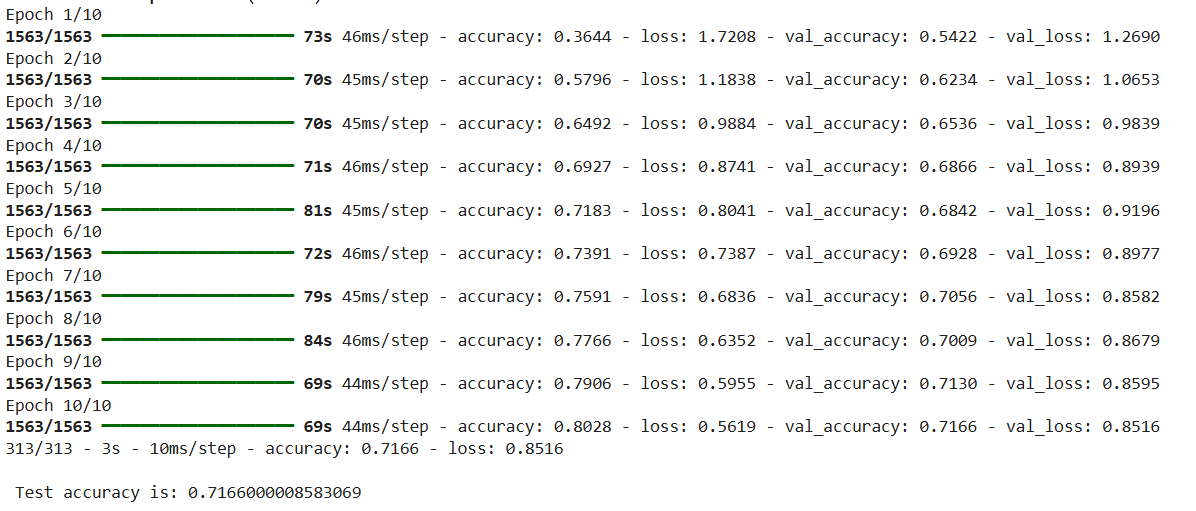 Epoch 1/10
1563/1563 ━━━━━━━━━━━━━━━━━━━━ 73s 46ms/step - accuracy: 0.3644 - loss: 1.7208 - val_accuracy: 0.5422 - val_loss: 1.2690
Epoch 2/10
1563/1563 ━━━━━━━━━━━━━━━━━━━━ 70s 45ms/step - accuracy: 0.5796 - loss: 1.1838 - val_accuracy: 0.6234 - val_loss: 1.0653
Epoch 3/10
1563/1563 ━━━━━━━━━━━━━━━━━━━━ 70s 45ms/step - accuracy: 0.6492 - loss: 0.9884 - val_accuracy: 0.6536 - val_loss: 0.9839
Epoch 4/10
1563/1563 ━━━━━━━━━━━━━━━━━━━━ 71s 46ms/step - accuracy: 0.6927 - loss: 0.8741 - val_accuracy: 0.6866 - val_loss: 0.8939
Epoch 5/10
1563/1563 ━━━━━━━━━━━━━━━━━━━━ 81s 45ms/step - accuracy: 0.7183 - loss: 0.8041 - val_accuracy: 0.6842 - val_loss: 0.9196
Epoch 6/10
1563/1563 ━━━━━━━━━━━━━━━━━━━━ 72s 46ms/step - accuracy: 0.7391 - loss: 0.7387 - val_accuracy: 0.6928 - val_loss: 0.8977
Epoch 7/10
1563/1563 ━━━━━━━━━━━━━━━━━━━━ 79s 45ms/step - accuracy: 0.7591 - loss: 0.6836 - val_accuracy: 0.7056 - val_loss: 0.8582
Epoch 8/10
1563/1563 ━━━━━━━━━━━━━━━━━━━━ 84s 46ms/step - accuracy: 0.7766 - loss: 0.6352 - val_accuracy: 0.7009 - val_loss: 0.8679
Epoch 9/10
1563/1563 ━━━━━━━━━━━━━━━━━━━━ 69s 44ms/step - accuracy: 0.7906 - loss: 0.5955 - val_accuracy: 0.7130 - val_loss: 0.8595
Epoch 10/10
1563/1563 ━━━━━━━━━━━━━━━━━━━━ 69s 44ms/step - accuracy: 0.8028 - loss: 0.5619 - val_accuracy: 0.7166 - val_loss: 0.8516
313/313 - 3s - 10ms/step - accuracy: 0.7166 - loss: 0.8516
Test accuracy is: 0.7166000008583069